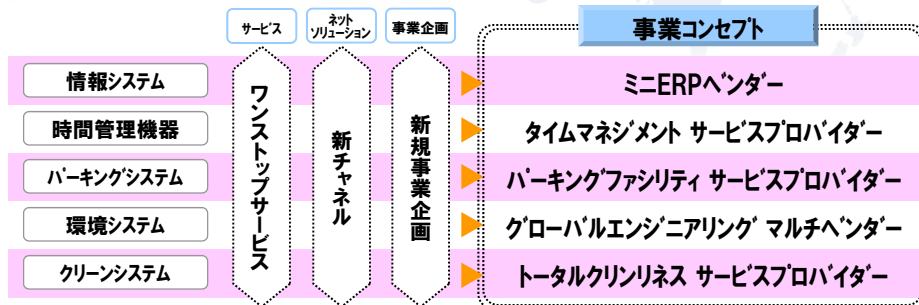 サービス
ネット
ソリューション
事業企画
事業コンセプト
情報システム
ミニERPベンダー
時間管理機器
タイムマネジメント サービスプロバイダー
パーキングシステム
パーキングファシリティ サービスプロバイダー
環境システム
グローバルエンジニアリング マルチベンダー
クリーンシステム
トータルクリンリネス サービスプロバイダー
ワンストップサービス
新チャネル
新規事業企画